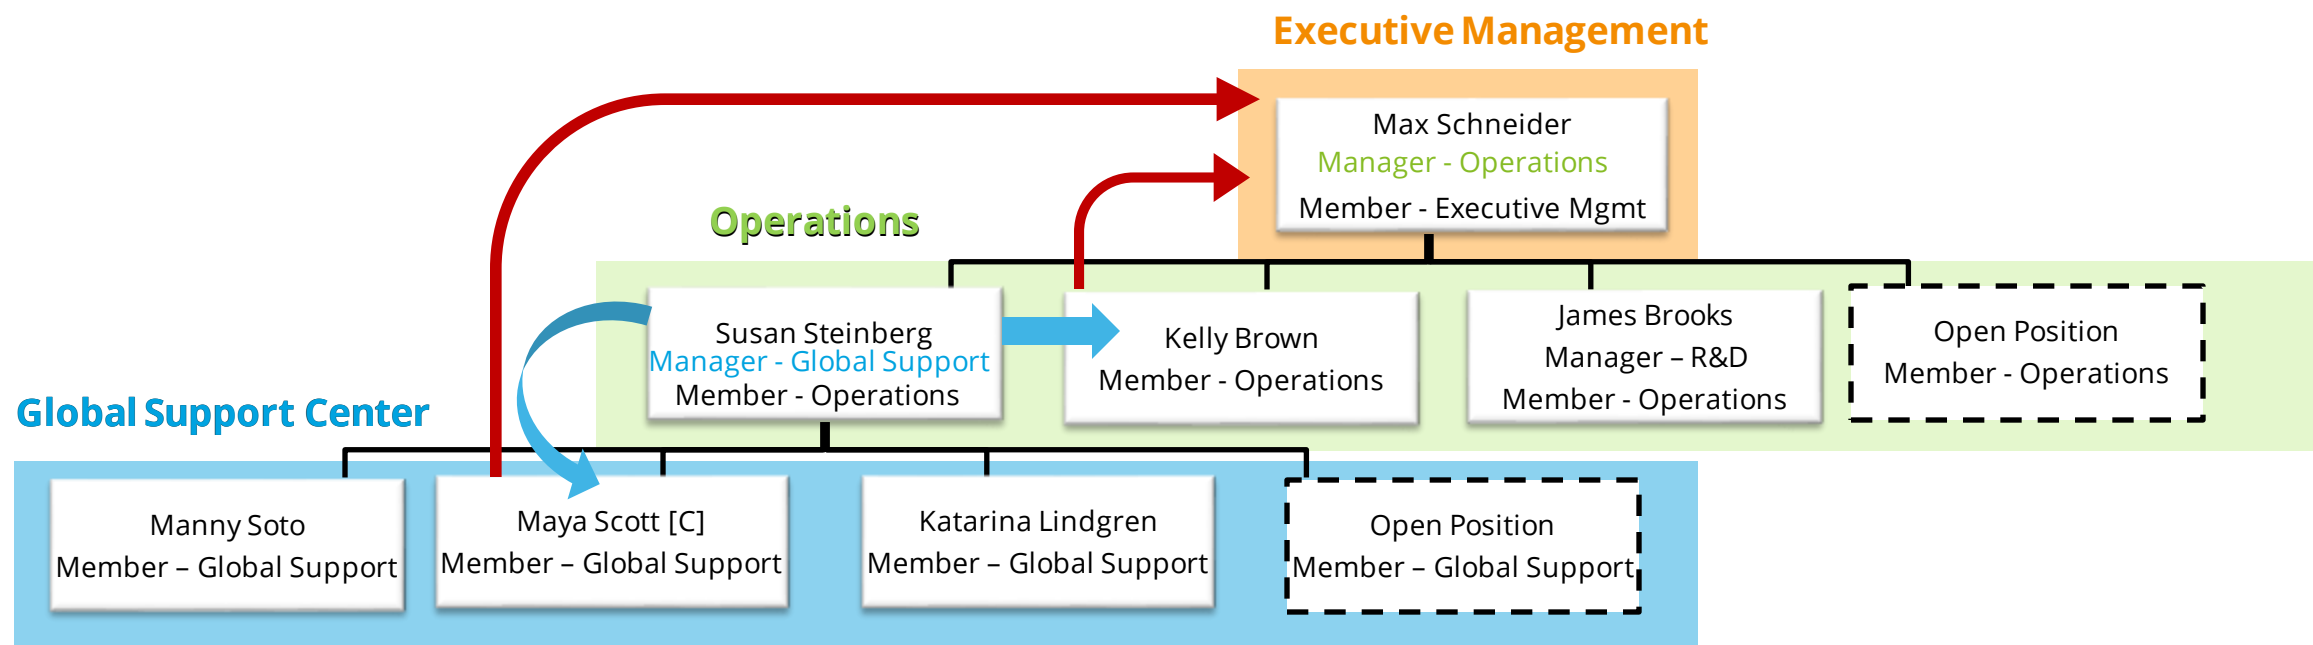 Executive Management
Max Schneider
Manager - Operations
Member - Executive Mgmt
Operations
Susan Steinberg
Manager - Global Support
Member - Operations
Kelly Brown
Member - Operations
James Brooks
Manager – R&D
Member - Operations
Open Position
Member - Operations
Global Support Center
Manny Soto
Member – Global Support
Maya Scott [C]
Member – Global Support
Katarina Lindgren
Member – Global Support
Open Position
Member – Global Support